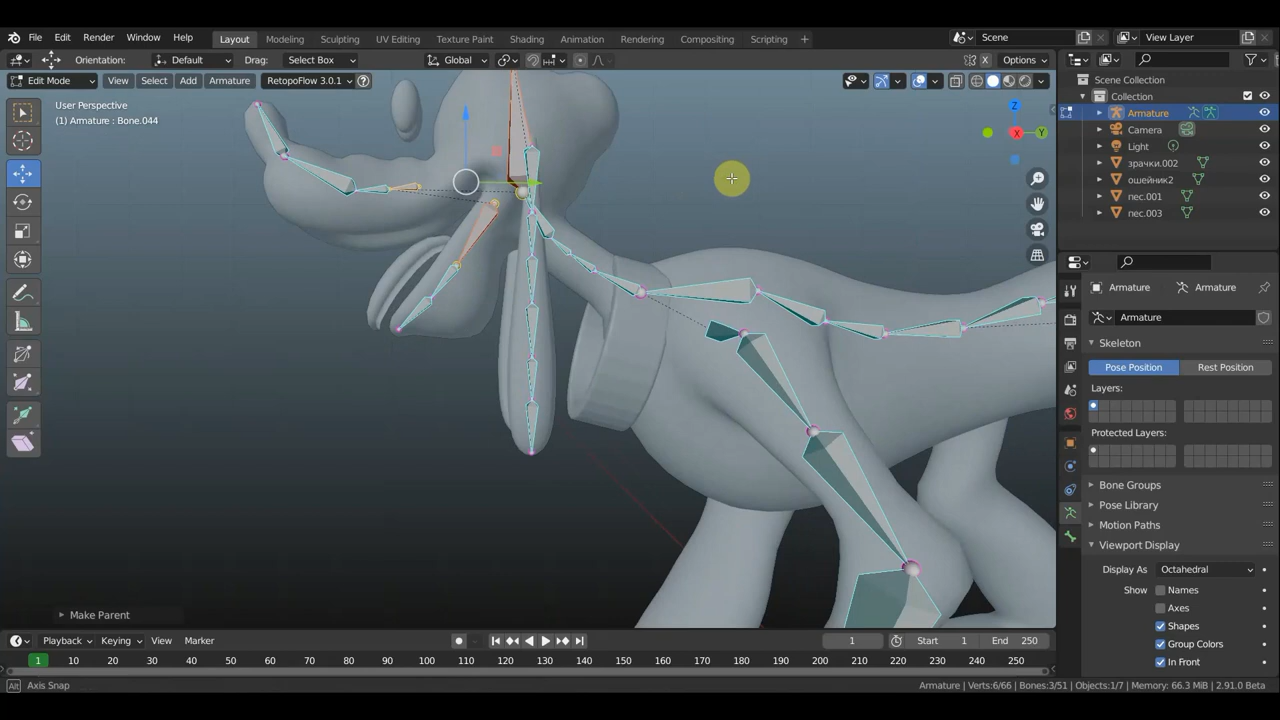 File Edit Render Window Help Layout Modeling Sculpting UV Editing Texture Paint Shading Animation Rendering Compositing Scripting + Scene View Layer
Orientation: Default Drag: Select Box Global Options
Edit Mode View Select Add Armature RetopoFlow 3.0.1 ?
User Perspective
(1) Armature : Bone.044
Z
X
Y
Make Parent
Scene Collection
Collection
Armature
Camera
Light
зрачки.002
ошейник2
пес.001
пес.003
Armature Armature
Armature
Skeleton
Pose Position Rest Position
Layers:
Protected Layers:
Bone Groups
Pose Library
Motion Paths
Viewport Display
Display As Octahedral
Show Names
Axes
Shapes
Group Colors
In Front
Playback Keying View Marker 1 Start 1 End 250
1 10 20 30 40 50 60 70 80 90 100 110 120 130 140 150 160 170 180 190 200 210 220 230 240 250
Alt Axis Snap Armature | Verts:6/66 | Bones:3/51 | Objects:1/7 | Memory: 66.3 MiB | 2.91.0 Beta